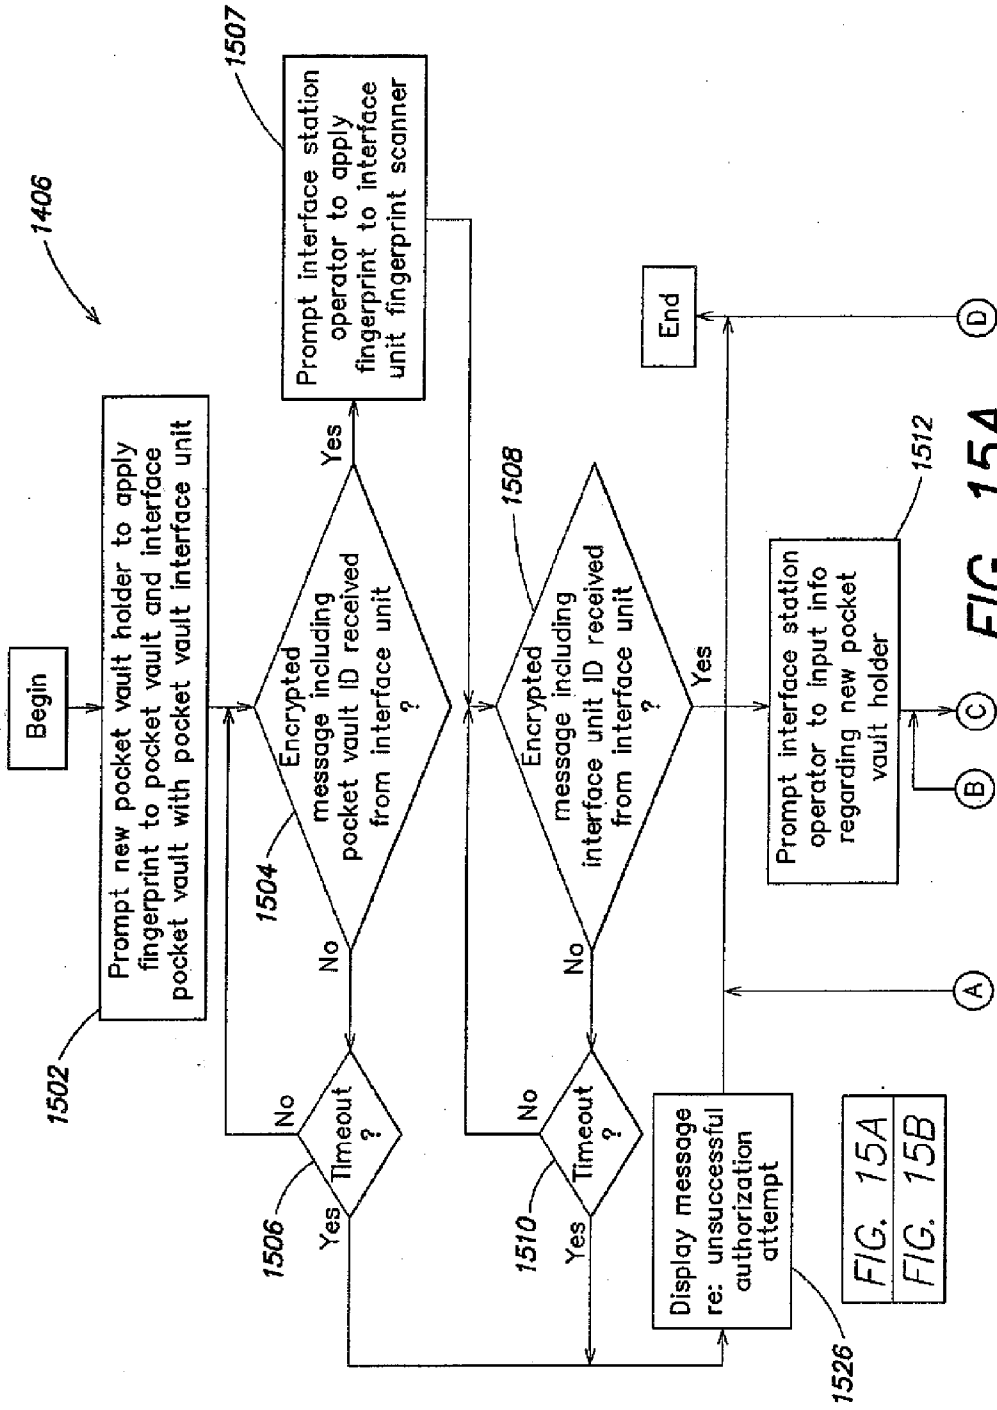 1406
Begin
1502
Prompt new pocket vault holder to apply
fingerprint to pocket vault and interface
pocket vault with pocket vault interface unit
1504
Encrypted
message including
pocket vault ID received
from interface unit
?
Yes
No
1507
Prompt interface station
operator to apply
fingerprint to interface
unit fingerprint scanner
1506
Timeout
?
No
Yes
1508
Encrypted
message including
interface unit ID received
from interface unit
?
No
Yes
1510
Timeout
?
No
Yes
End
1526
Display message
re: unsuccessful
authorization
attempt
1512
Prompt interface station
operator to input info
regarding new pocket
vault holder
A
B
C
D
FIG. 15A
FIG. 15B
FIG. 15A